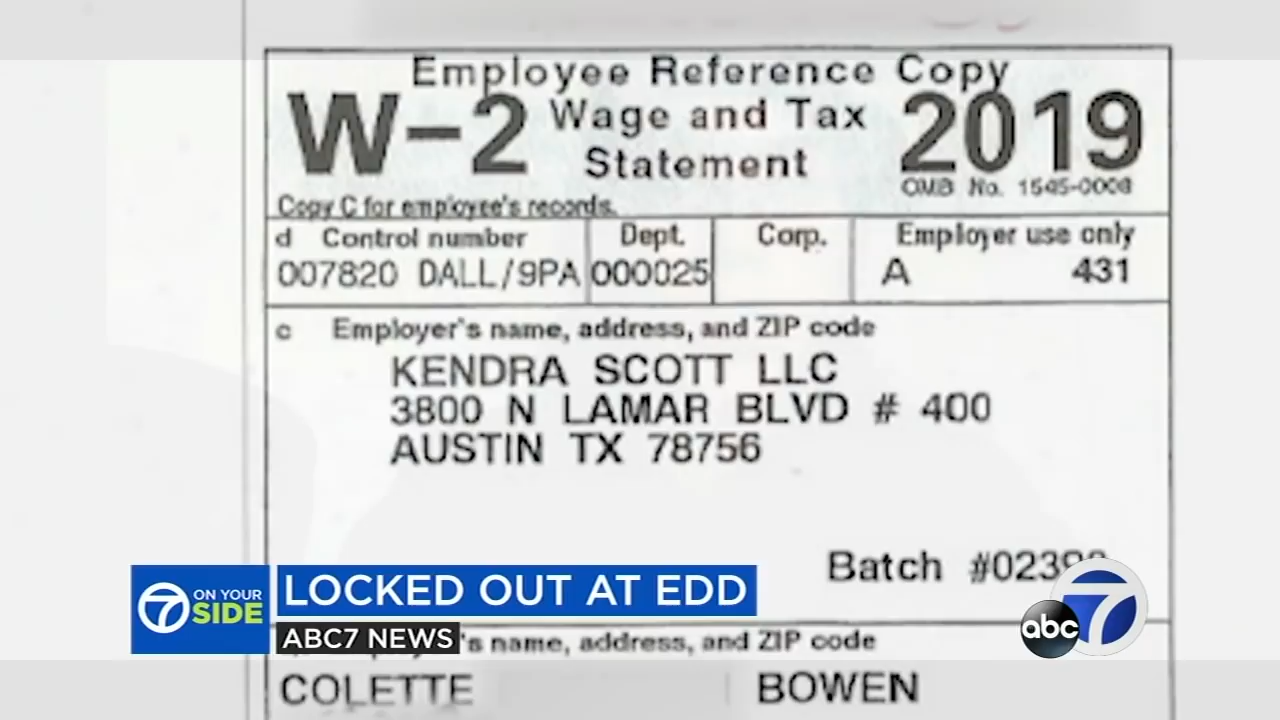 Employee Reference Copy
W-2 Wage and Tax Statement 2019
OMB No. 1545-0008
Copy C for employee's records.
d Control number Dept. Corp. Employer use only
007820 DALL/9PA 000025 A 431
c Employer's name, address, and ZIP code
KENDRA SCOTT LLC
3800 N LAMAR BLVD # 400
AUSTIN TX 78756
Batch
7 ON YOUR SIDE
LOCKED OUT AT EDD
ABC7 NEWS
abc 7
's name, address, and ZIP code
COLETTE BOWEN